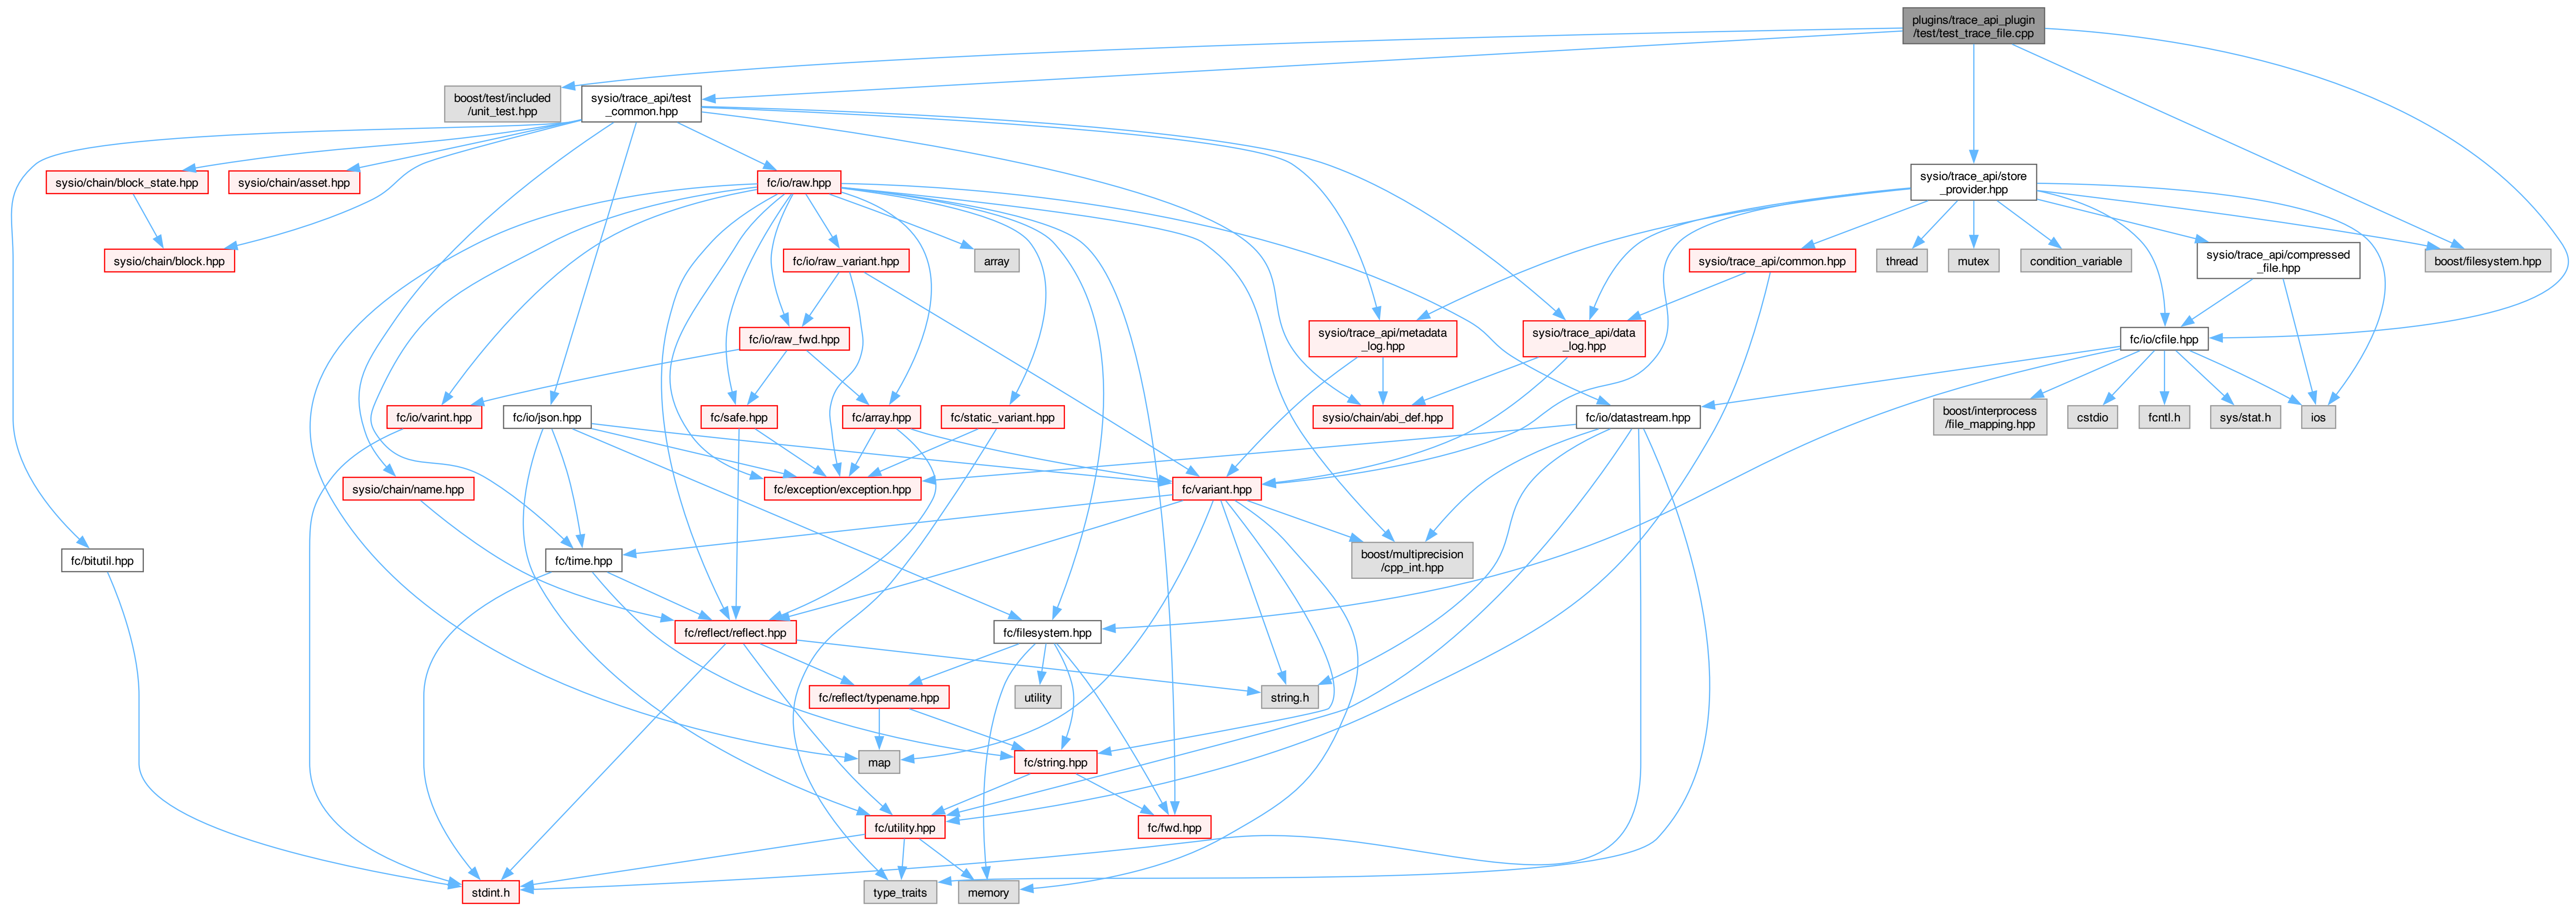 plugins/trace_api_plugin
/test/test_trace_file.cpp
boost/test/included
/unit_test.hpp
sysio/trace_api/test
_common.hpp
sysio/chain/block_state.hpp
sysio/chain/asset.hpp
fc/io/raw.hpp
sysio/trace_api/store
_provider.hpp
sysio/chain/block.hpp
fc/io/raw_variant.hpp
array
sysio/trace_api/common.hpp
thread
mutex
condition_variable
sysio/trace_api/compressed
_file.hpp
boost/filesystem.hpp
fc/io/raw_fwd.hpp
sysio/trace_api/metadata
_log.hpp
sysio/trace_api/data
_log.hpp
fc/io/cfile.hpp
fc/io/varint.hpp
fc/io/json.hpp
fc/safe.hpp
fc/array.hpp
fc/static_variant.hpp
sysio/chain/abi_def.hpp
fc/io/datastream.hpp
boost/interprocess
/file_mapping.hpp
cstdio
fcntl.h
sys/stat.h
ios
sysio/chain/name.hpp
fc/exception/exception.hpp
fc/variant.hpp
fc/bitutil.hpp
fc/time.hpp
boost/multiprecision
/cpp_int.hpp
fc/reflect/reflect.hpp
fc/filesystem.hpp
fc/reflect/typename.hpp
utility
string.h
map
fc/string.hpp
fc/utility.hpp
fc/fwd.hpp
stdint.h
type_traits
memory